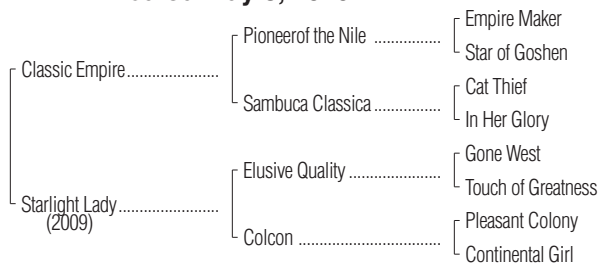 Empire Maker
Pioneerof the Nile ................
Star of Goshen
Classic Empire......................
Cat Thief
Sambuca Classica ................
In Her Glory
Gone West
Elusive Quality ......................
Touch of Greatness
Starlight Lady ........................
(2009)
Pleasant Colony
Colcon ..................................
Continental Girl